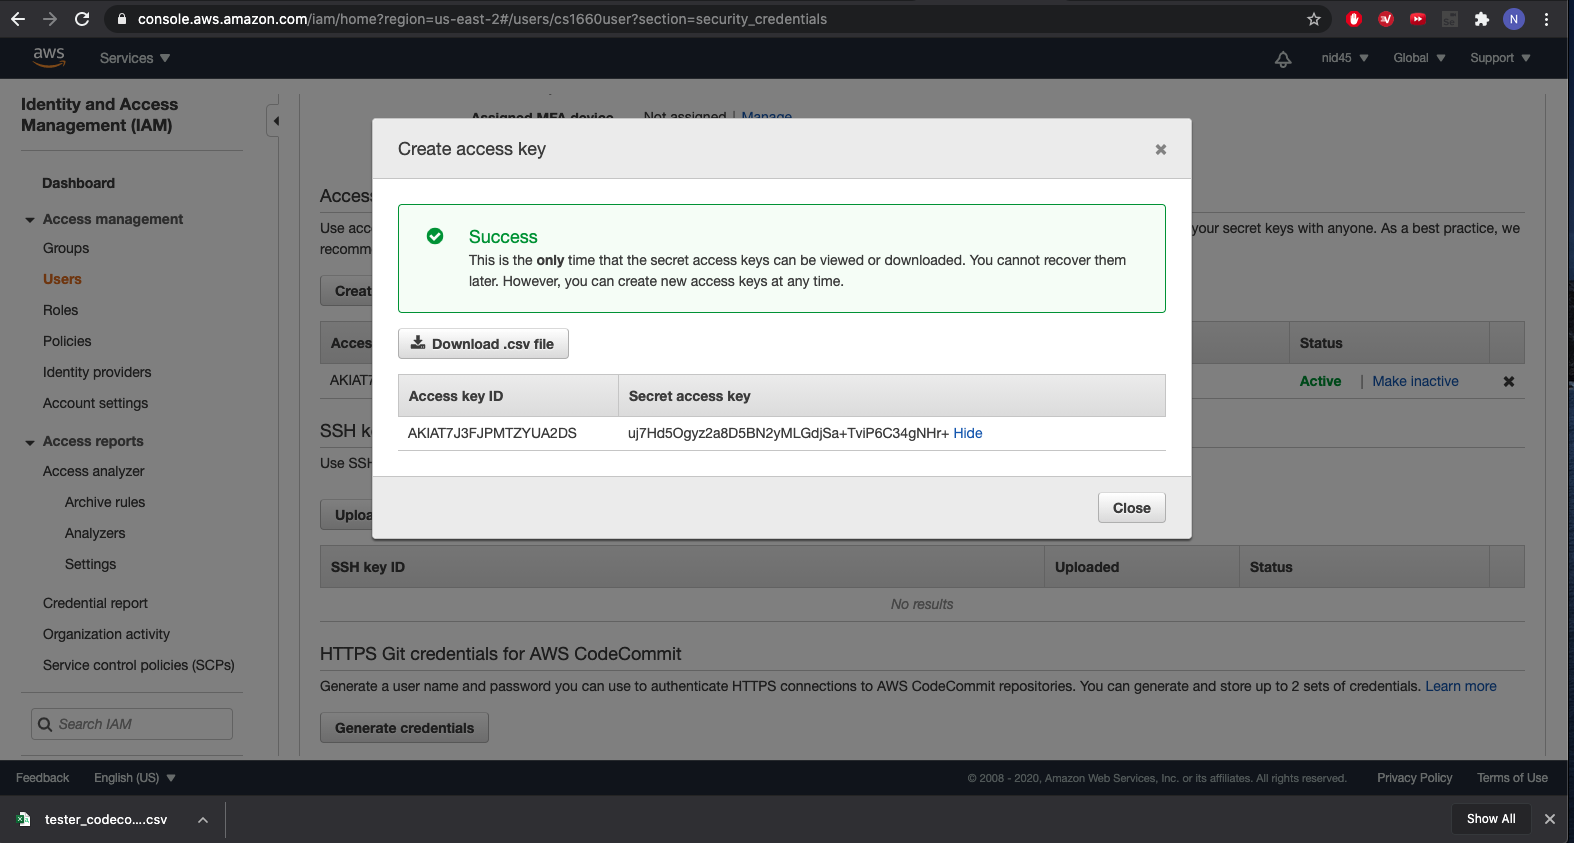 console.aws.amazon.com/iam/home?region=us-east-2#/users/cs1660user?section=security_credentials
N
aws
Services
nid45
Global
Support
Identity and Access
Management (IAM)
Dashboard
Access management
Groups
Users
Roles
Policies
Identity providers
Account settings
Access reports
Access analyzer
Archive rules
Analyzers
Settings
Credential report
Organization activity
Service control policies (SCPs)
Search IAM
Assigned MFA device Not assigned | Manage
Create access key
Success
This is the only time that the secret access keys can be viewed or downloaded. You cannot recover them
later. However, you can create new access keys at any time.
Download .csv file
Access key ID Secret access key
AKIAT7J3FJPMTZYUA2DS uj7Hd5Ogyz2a8D5BN2yMLGdjSa+TviP6C34gNHr+ Hide
Close
Acces
Use acc
your secret keys with anyone. As a best practice, we
recomm
Creat
Acces
Status
AKIAT7
Active | Make inactive
SSH k
Use SSH
Uploa
SSH key ID Uploaded Status
No results
HTTPS Git credentials for AWS CodeCommit
Generate a user name and password you can use to authenticate HTTPS connections to AWS CodeCommit repositories. You can generate and store up to 2 sets of credentials. Learn more
Generate credentials
Feedback English (US)
© 2008 - 2020, Amazon Web Services, Inc. or its affiliates. All rights reserved. Privacy Policy Terms of Use
tester_codeco....csv
Show All